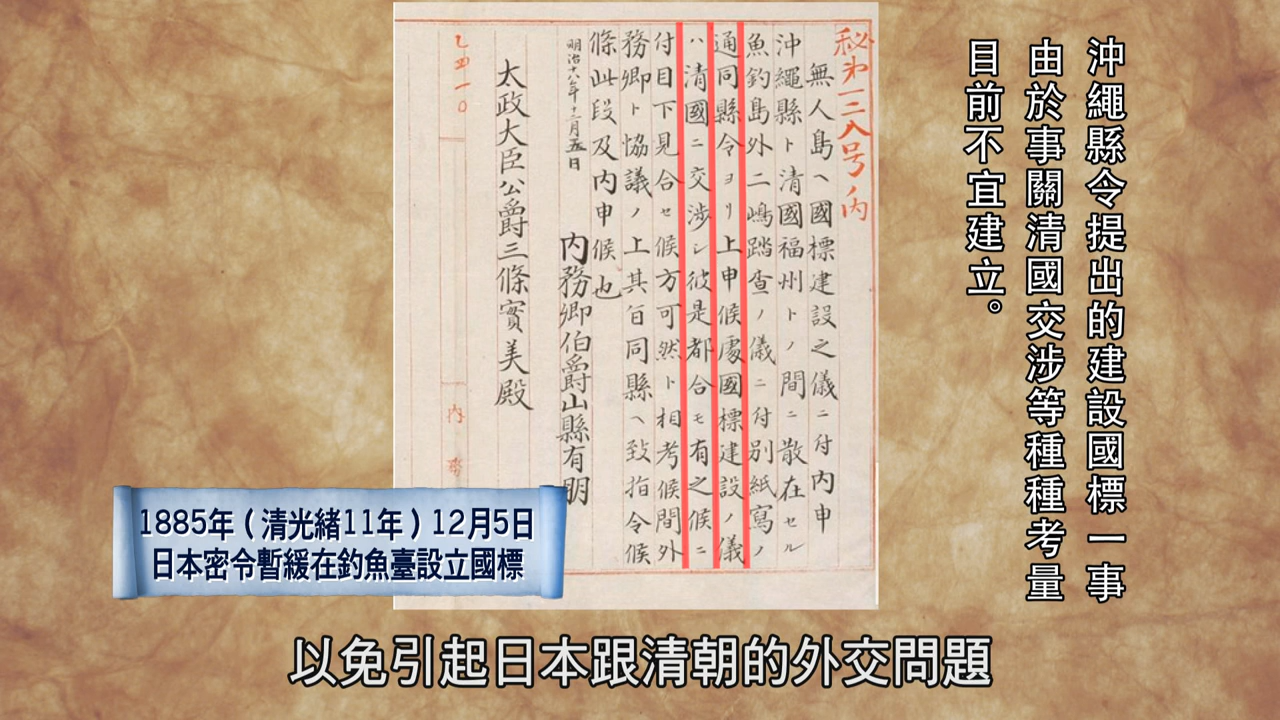 沖繩縣令提出的建設國標一事
由於事關清國交涉等種種考量
目前不宜建立。
秘第一二八号ノ内
無人島ヘ國標建設之儀ニ付内申
沖繩縣ト清國福州トノ間ニ散在セル
魚釣島外二嶋踏査ノ儀ニ付別紙寫ノ
通同縣令ヨリ上申候處國標建設ノ儀
ハ清國ニ交渉シ彼是都合モ有之候ニ
付目下見合セ候方可然ト相考候間外
務卿ト協議ノ上其旨同縣ヘ致指令候
條此段及内申候也
明治十八年十二月五日
内務卿伯爵山縣有朋
太政大臣公爵三條實美殿
乙四一〇
内
務
1885年(清光緒11年)12月5日
日本密令暫緩在釣魚臺設立國標
以免引起日本跟清朝的外交問題